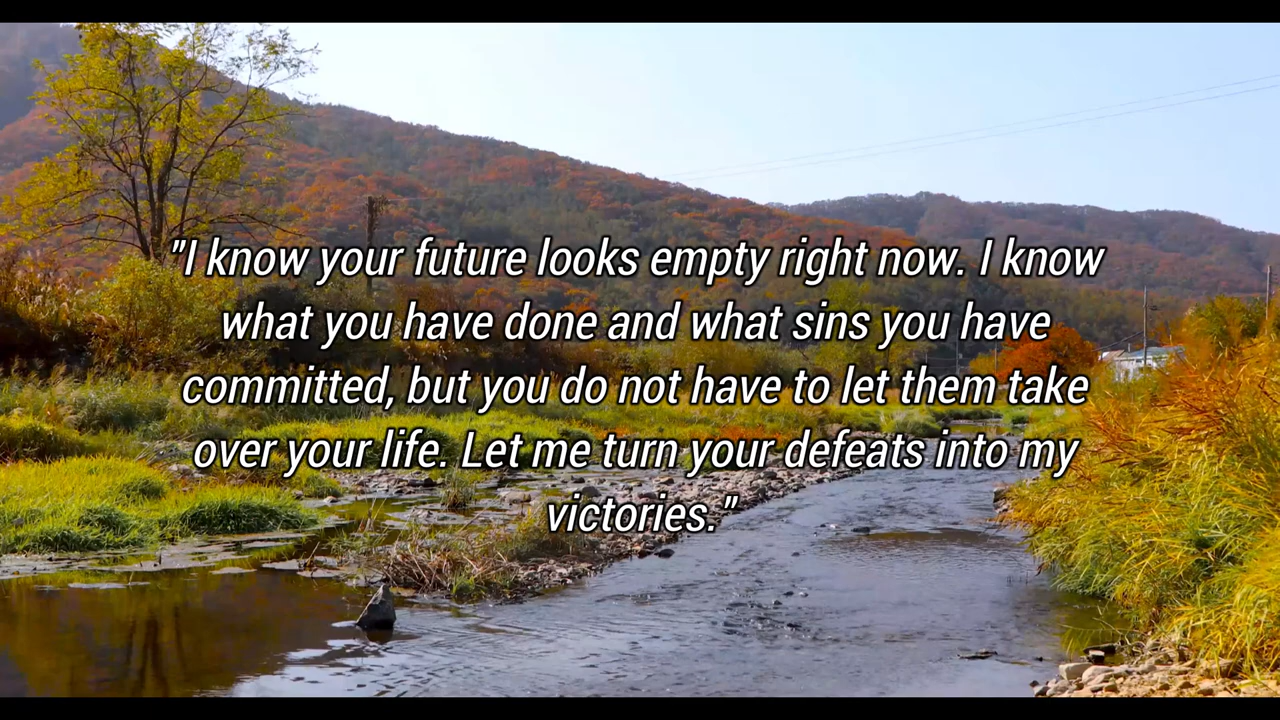 "I know your future looks empty right now. I know
what you have done and what sins you have
committed, but you do not have to let them take
over your life. Let me turn your defeats into my
victories."